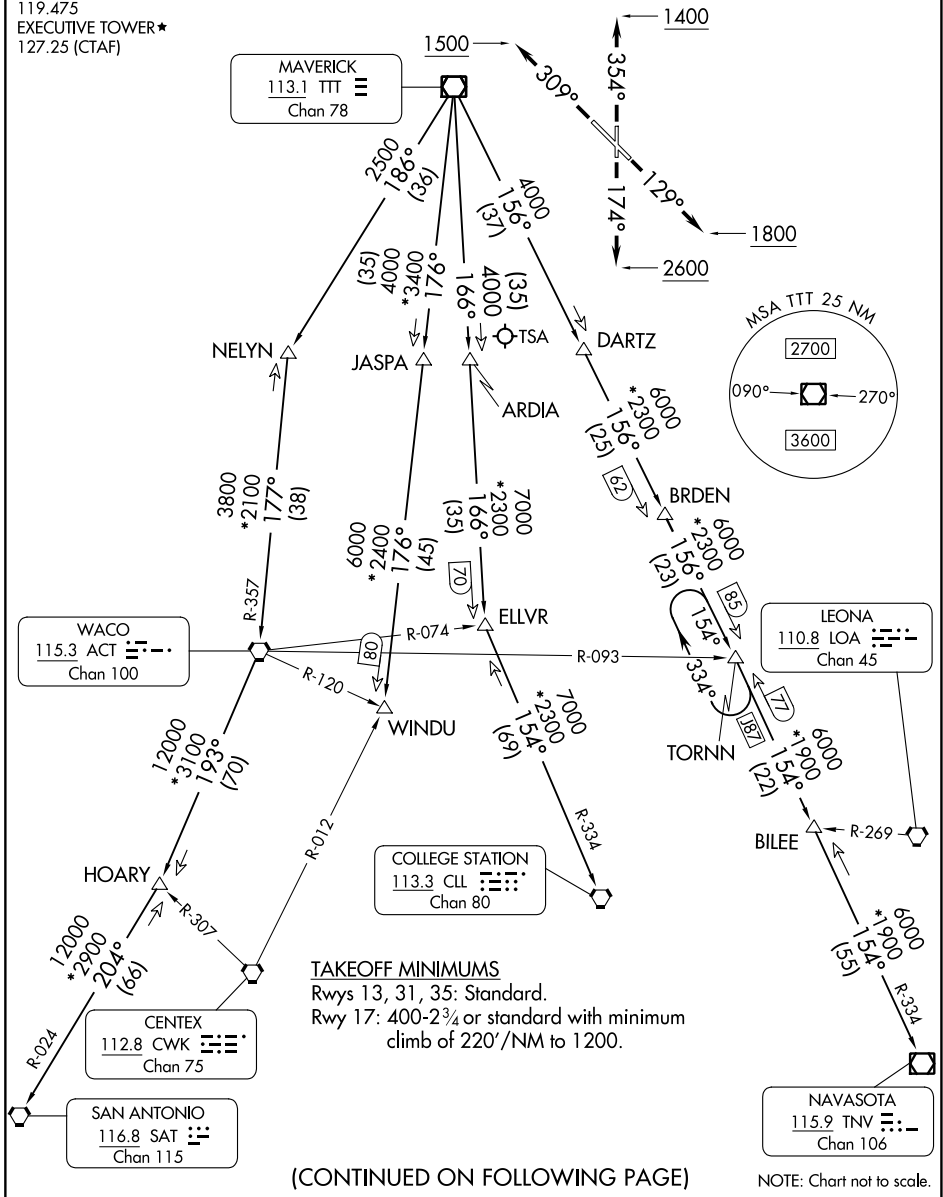 119.475
EXECUTIVE TOWER★
127.25 (CTAF)
1400
1500
354°
309°
129°
174°
1800
2600
MAVERICK
113.1 TTT
Chan 78
2500
186°
(36)
(35)
4000
*3400
176°
(35)
4000
166°
4000
156°
(37)
TSA
MSA TTT 25 NM
2700
090°
270°
3600
NELYN
JASPA
ARDIA
DARTZ
3800
*2100
177°
(38)
6000
*2400
176°
(45)
7000
*2300
166°
(35)
6000
*2300
156°
(25)
62
BRDEN
6000
*2300
156°
(23)
85
70
80
R-357
WACO
115.3 ACT
Chan 100
R-074
ELLVR
R-093
R-120
WINDU
154°
334°
TORNN
J87
77
LEONA
110.8 LOA
Chan 45
12000
*3100
193°
(70)
7000
*2300
154°
(69)
6000
*1900
154°
(22)
R-012
R-334
BILEE
R-269
HOARY
R-307
COLLEGE STATION
113.3 CLL
Chan 80
12000
*2900
204°
(66)
R-024
6000
*1900
154°
(55)
R-334
CENTEX
112.8 CWK
Chan 75
TAKEOFF MINIMUMS
Rwys 13, 31, 35: Standard.
Rwy 17: 400-2¾ or standard with minimum
climb of 220'/NM to 1200.
SAN ANTONIO
116.8 SAT
Chan 115
NAVASOTA
115.9 TNV
Chan 106
(CONTINUED ON FOLLOWING PAGE)
NOTE: Chart not to scale.